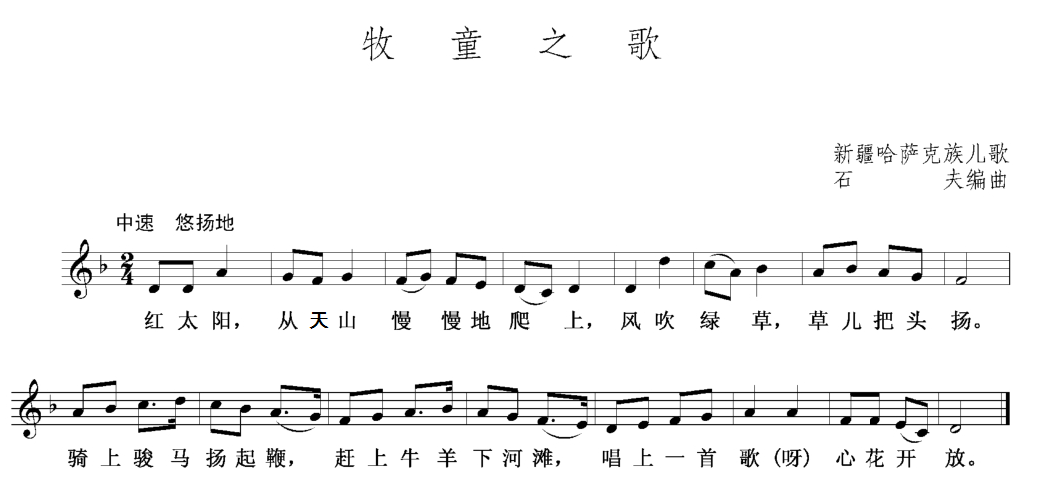 牧童之歌
新疆哈萨克族儿歌
石 夫编曲
中速 悠扬地
2
4
红太阳，从天山慢慢地爬上，风吹绿草，草儿把头扬。
骑上骏马扬起鞭，赶上牛羊下河滩，唱上一首歌(呀)心花开放。